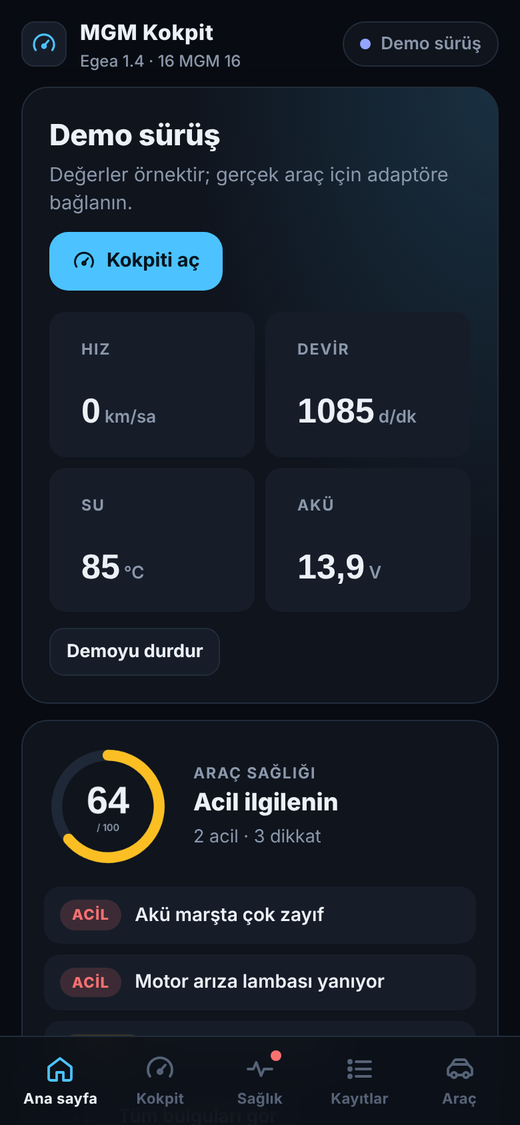 MGM Kokpit
Egea 1.4 · 16 MGM 16
Demo sürüş
Demo sürüş
Değerler örnektir; gerçek araç için adaptöre
bağlanın.
Kokpiti aç
HIZ
DEVİR
0 km/sa
1085 d/dk
SU
AKÜ
85 °C
13,9 V
Demoyu durdur
64
/ 100
ARAÇ SAĞLIĞI
Acil ilgilenin
2 acil · 3 dikkat
ACİL Akü marşta çok zayıf
ACİL Motor arıza lambası yanıyor
Ana sayfa
Kokpit
Sağlık
Kayıtlar
Araç
Tüm bulguları gör